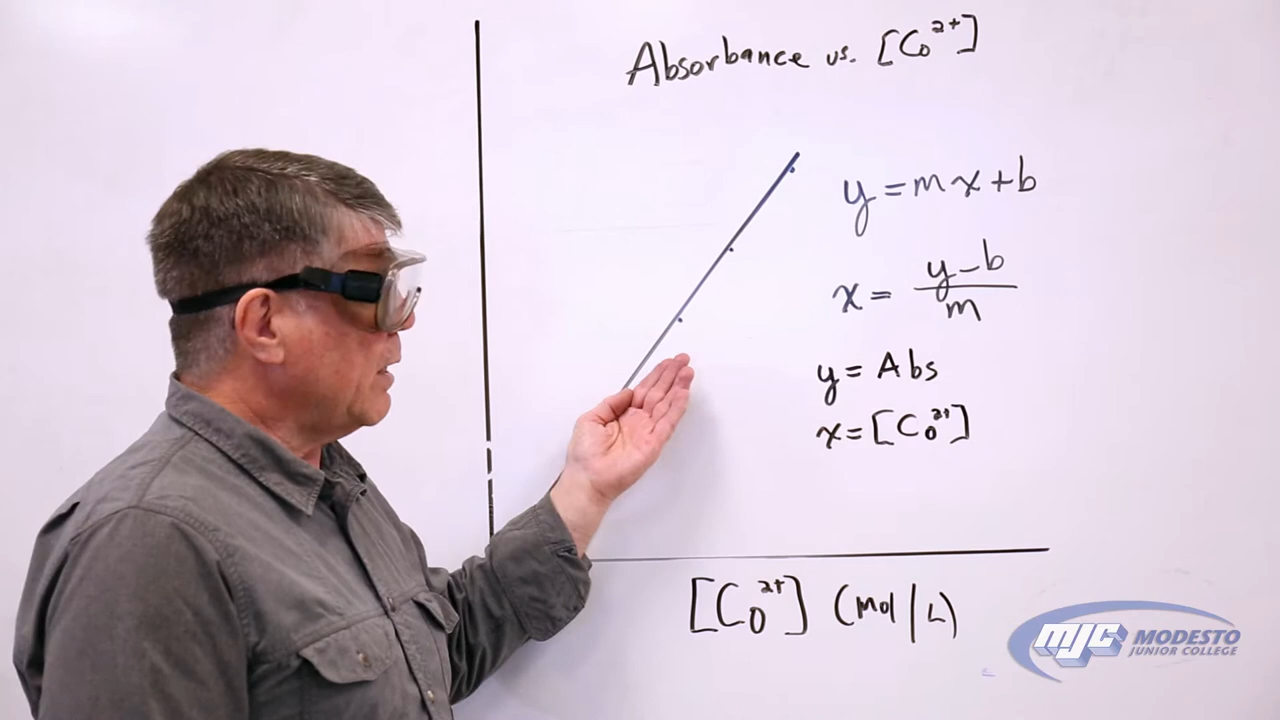 Absorbance vs. [Co²⁺]
y = mx + b
x = (y - b) / m
y = Abs
x = [Co²⁺]
[Co²⁺] (mol/L)
MJC MODESTO
JUNIOR COLLEGE